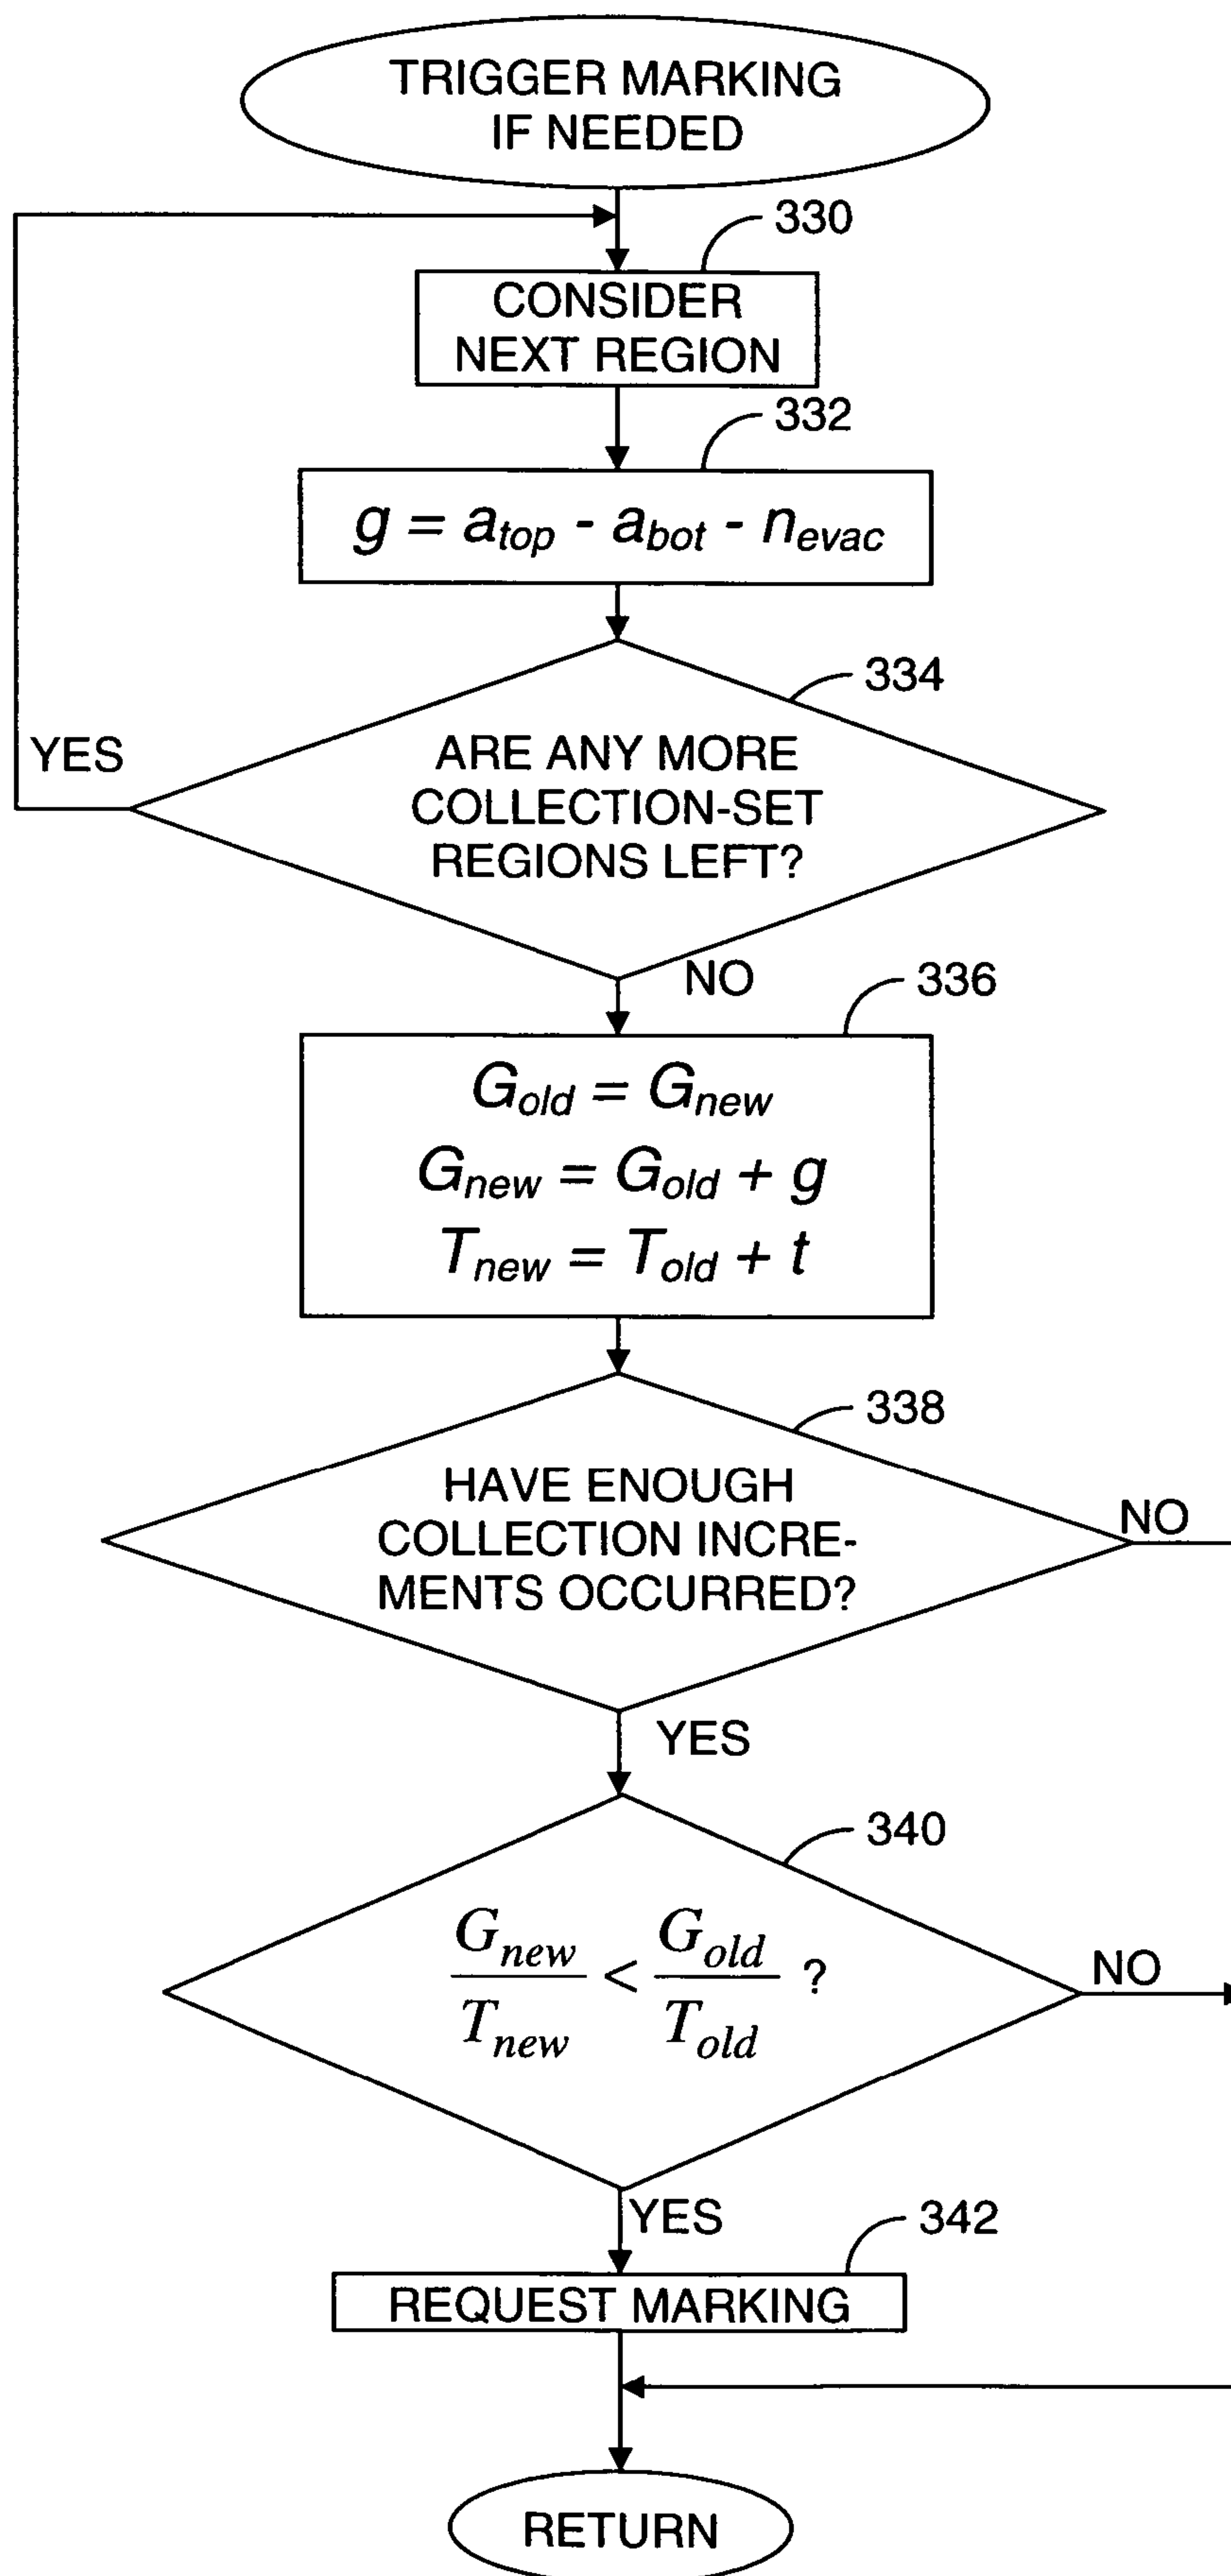 TRIGGER MARKING
IF NEEDED
330
CONSIDER
NEXT REGION
332
g = a_top - a_bot - n_evac
334
ARE ANY MORE
COLLECTION-SET
REGIONS LEFT?
YES
NO
336
G_old = G_new
G_new = G_old + g
T_new = T_old + t
338
HAVE ENOUGH
COLLECTION INCRE-
MENTS OCCURRED?
NO
YES
340
G_new / T_new < G_old / T_old ?
NO
YES
342
REQUEST MARKING
RETURN